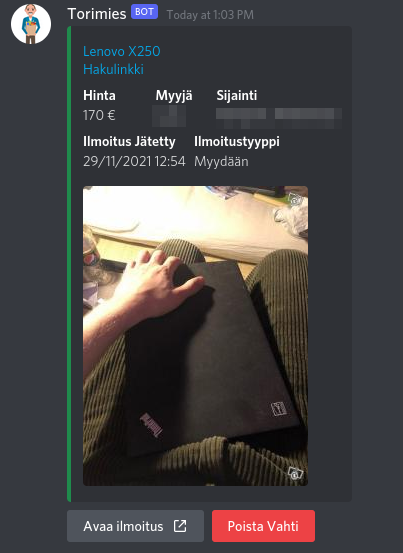 Torimies BOT Today at 1:03 PM
Lenovo X250
Hakulinkki
Hinta Myyjä Sijainti
170 €
Ilmoitus Jätetty Ilmoitustyyppi
29/11/2021 12:54 Myydään
ThinkPad
Avaa ilmoitus
Poista Vahti